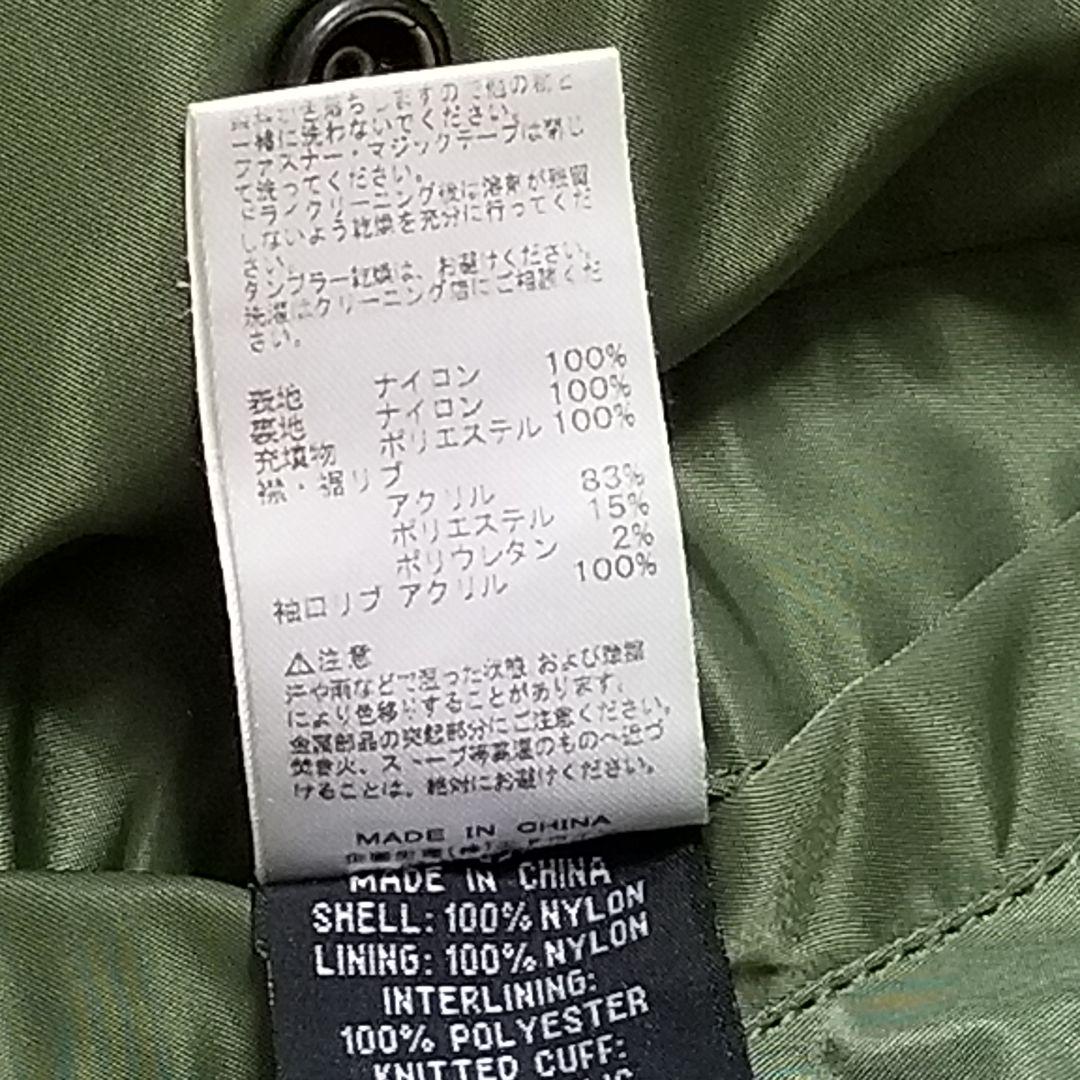 落ちしますので他の
一緒に洗わないでください。
ファスナー・マジックテープは閉じ
て洗ってください。
ドライクリーニング後は溶剤が残留
しないよう乾燥を充分に行ってくだ
さい。
タンブラー乾燥は、お避けください。
洗濯はクリーニング店にご相談くだ
さい。
表地 ナイロン 100%
裏地 ナイロン 100%
充填物 ポリエステル 100%
襟・裾リブ
アクリル 83%
ポリエステル 15%
ポリウレタン 2%
袖口リブ アクリル 100%
⚠注意
汗や雨などで湿った状態 および摩擦
により色移りすることがあります。
金属部品の突起部分にご注意ください。
焚き火、ストーブ等高温のものへ近づ
けることは、絶対にお避けください。
MADE IN CHINA
MADE IN CHINA
SHELL: 100% NYLON
LINING: 100% NYLON
INTERLINING:
100% POLYESTER
KNITTED CUFF: